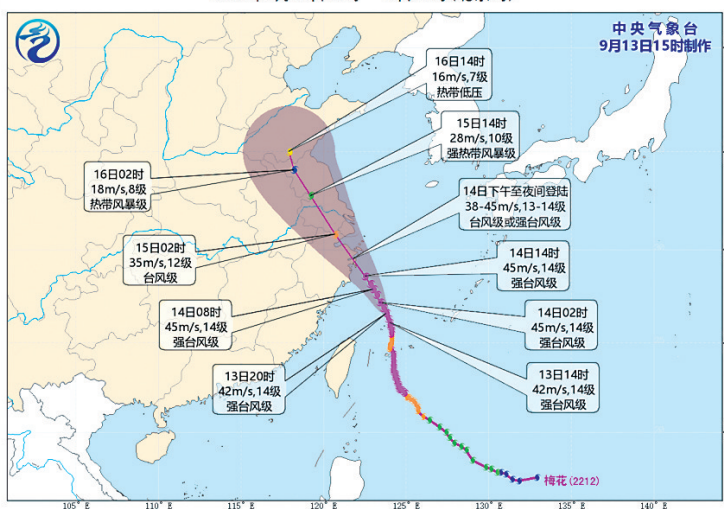 中央气象台
9月13日15时制作
16日14时
16m/s,7级
热带低压
15日14时
28m/s,10级
强热带风暴级
16日02时
18m/s,8级
热带风暴级
14日下午至夜间登陆
38-45m/s,13-14级
台风级或强台风级
15日02时
35m/s,12级
台风级
14日14时
45m/s,14级
强台风级
14日08时
45m/s,14级
强台风级
14日02时
45m/s,14级
强台风级
13日20时
42m/s,14级
强台风级
13日14时
42m/s,14级
强台风级
梅花(2212)
105° E
110° E
115° E
120° E
125° E
130° E
135° E
140° E